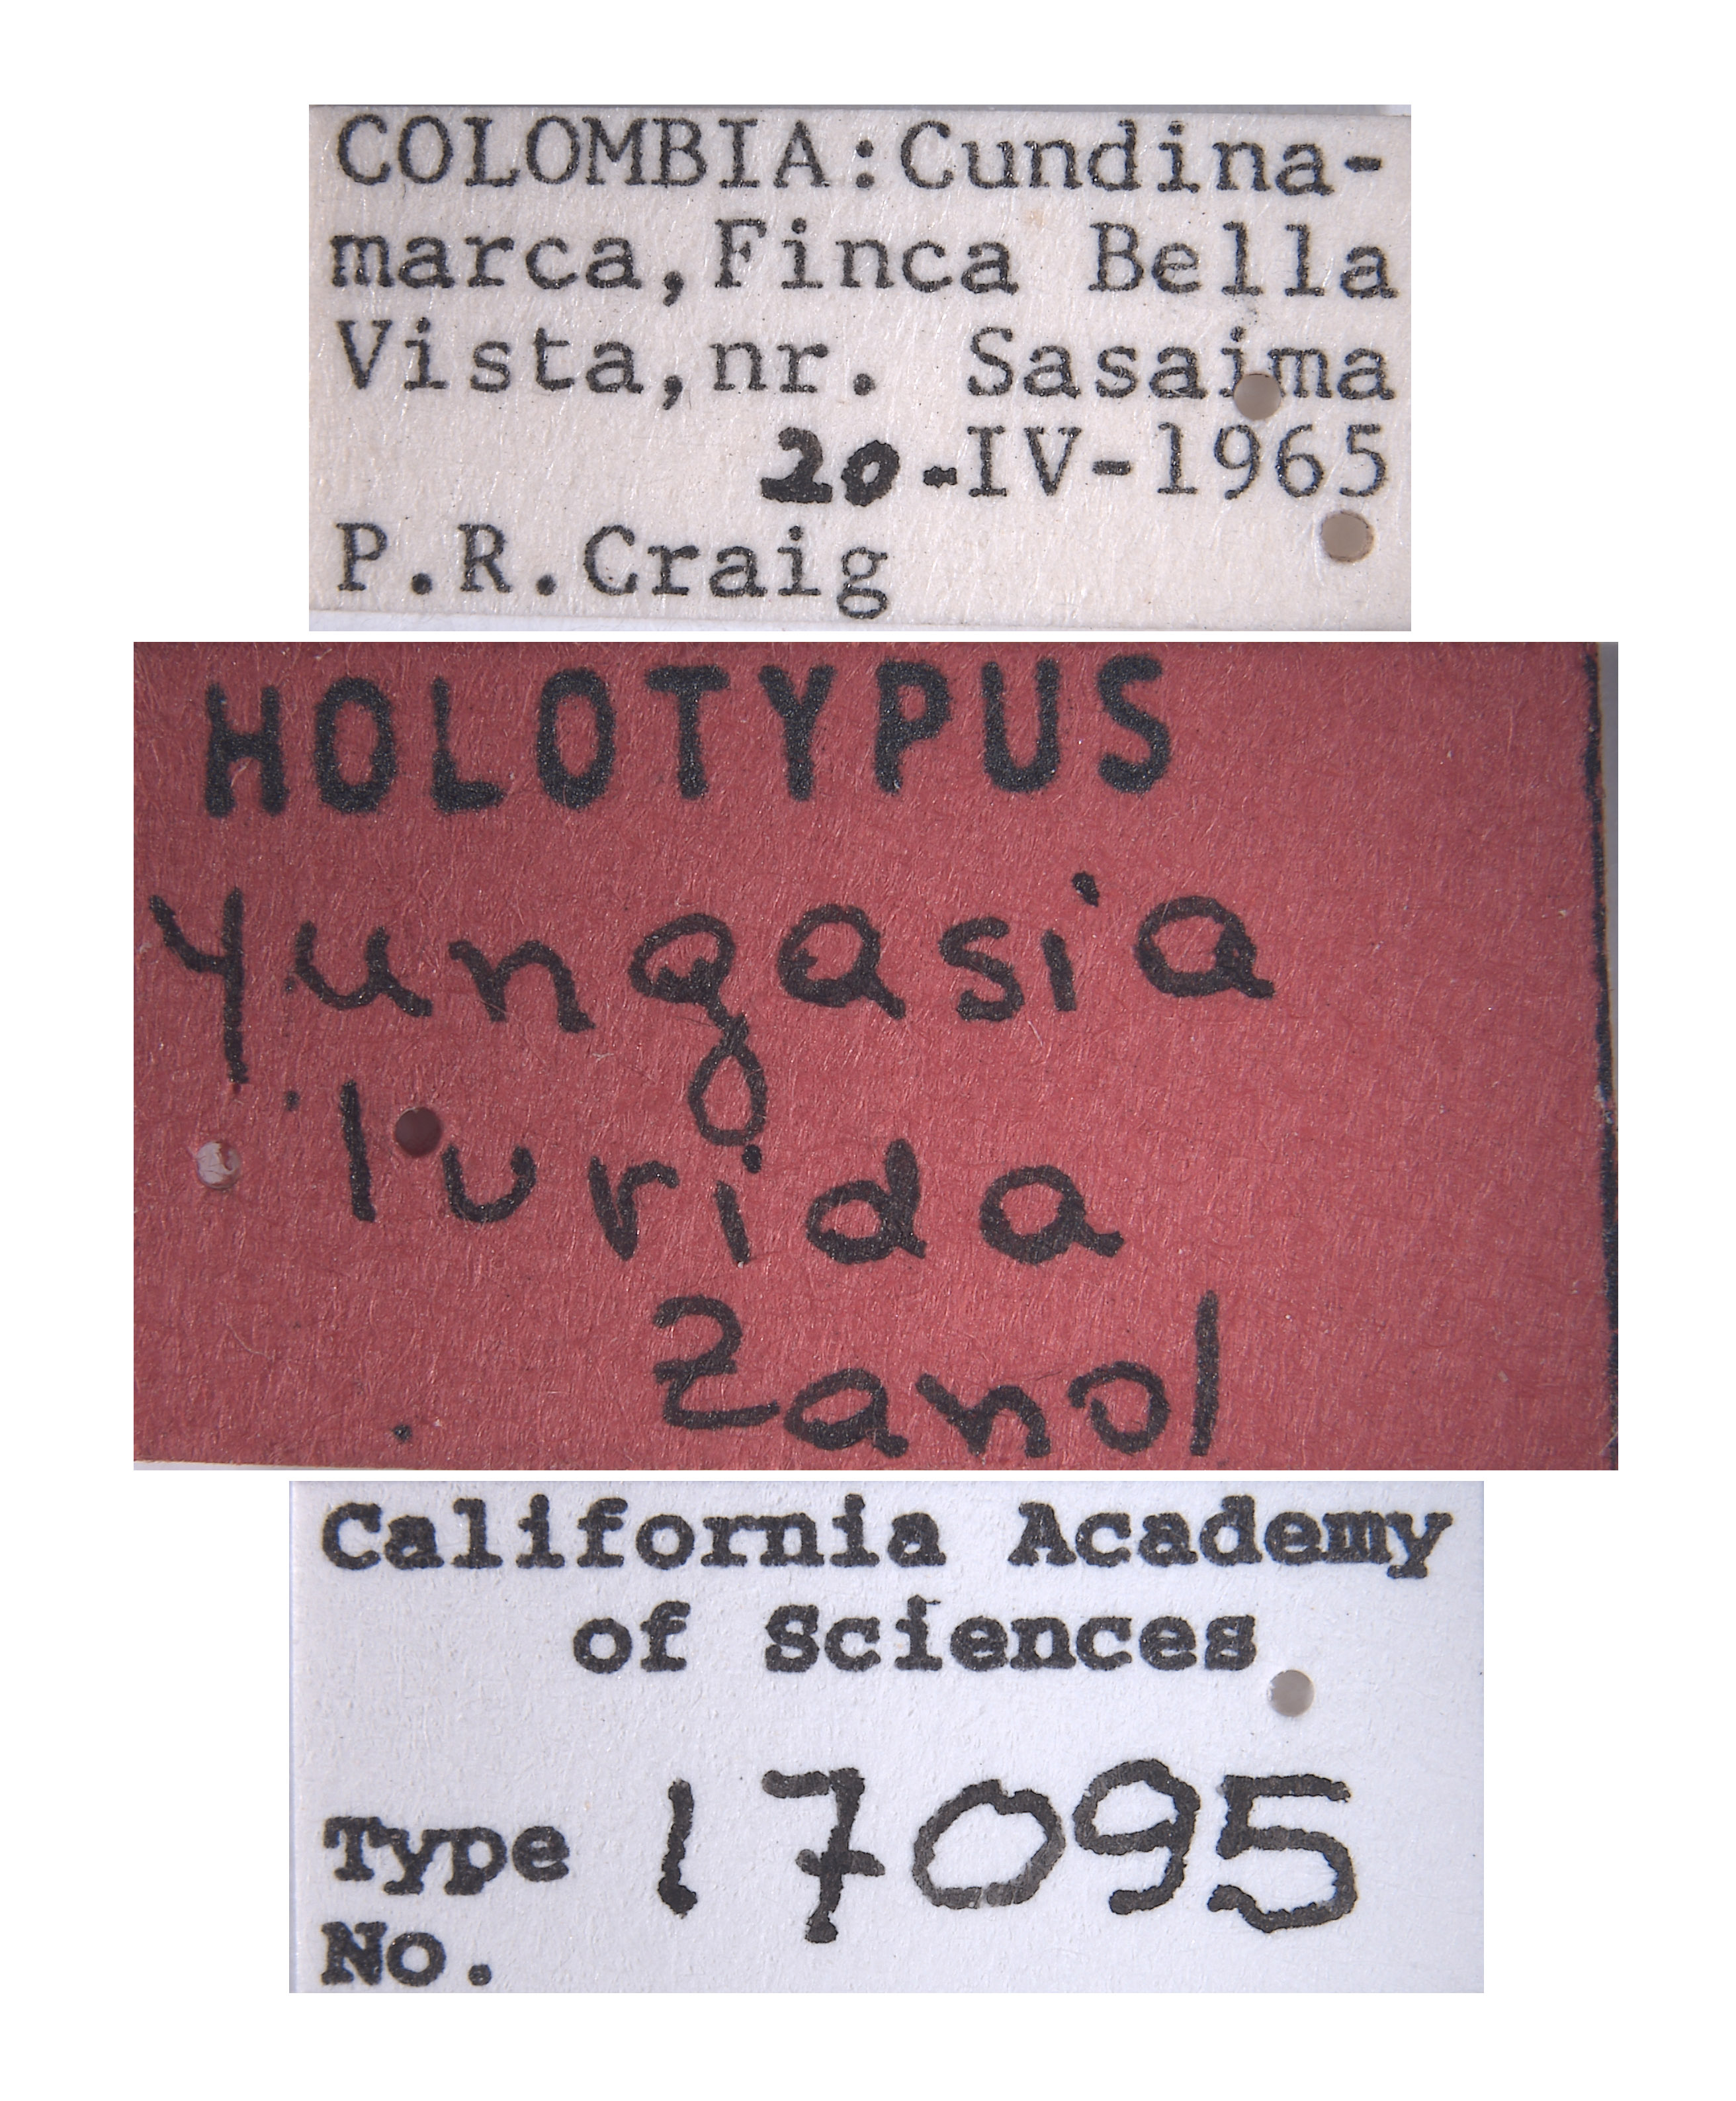 COLOMBIA:Cundina-
marca,Finca Bella
Vista,nr. Sasaima
20-IV-1965
P.R.Craig
HOLOTYPUS
Yungasia
lurida
Zanol
California Academy
of Sciences
Type 17095
No.